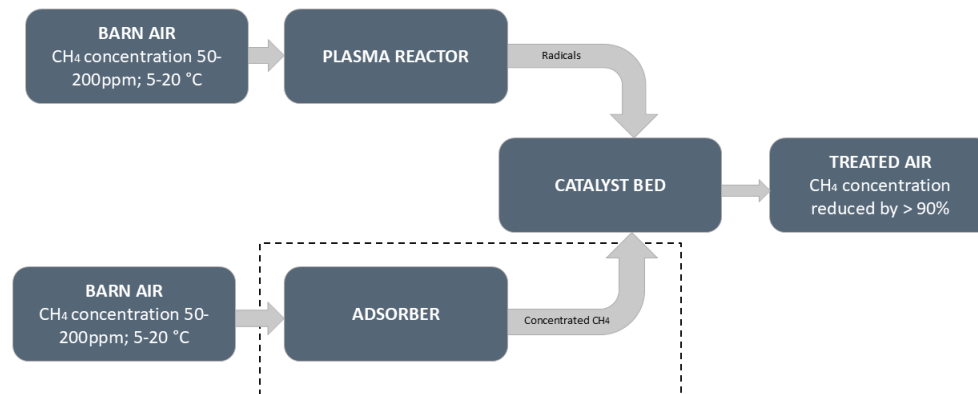 BARN AIR
CH₄ concentration 50-
200ppm; 5-20 °C
PLASMA REACTOR
Radicals
CATALYST BED
TREATED AIR
CH₄ concentration
reduced by > 90%
BARN AIR
CH₄ concentration 50-
200ppm; 5-20 °C
ADSORBER
Concentrated CH₄